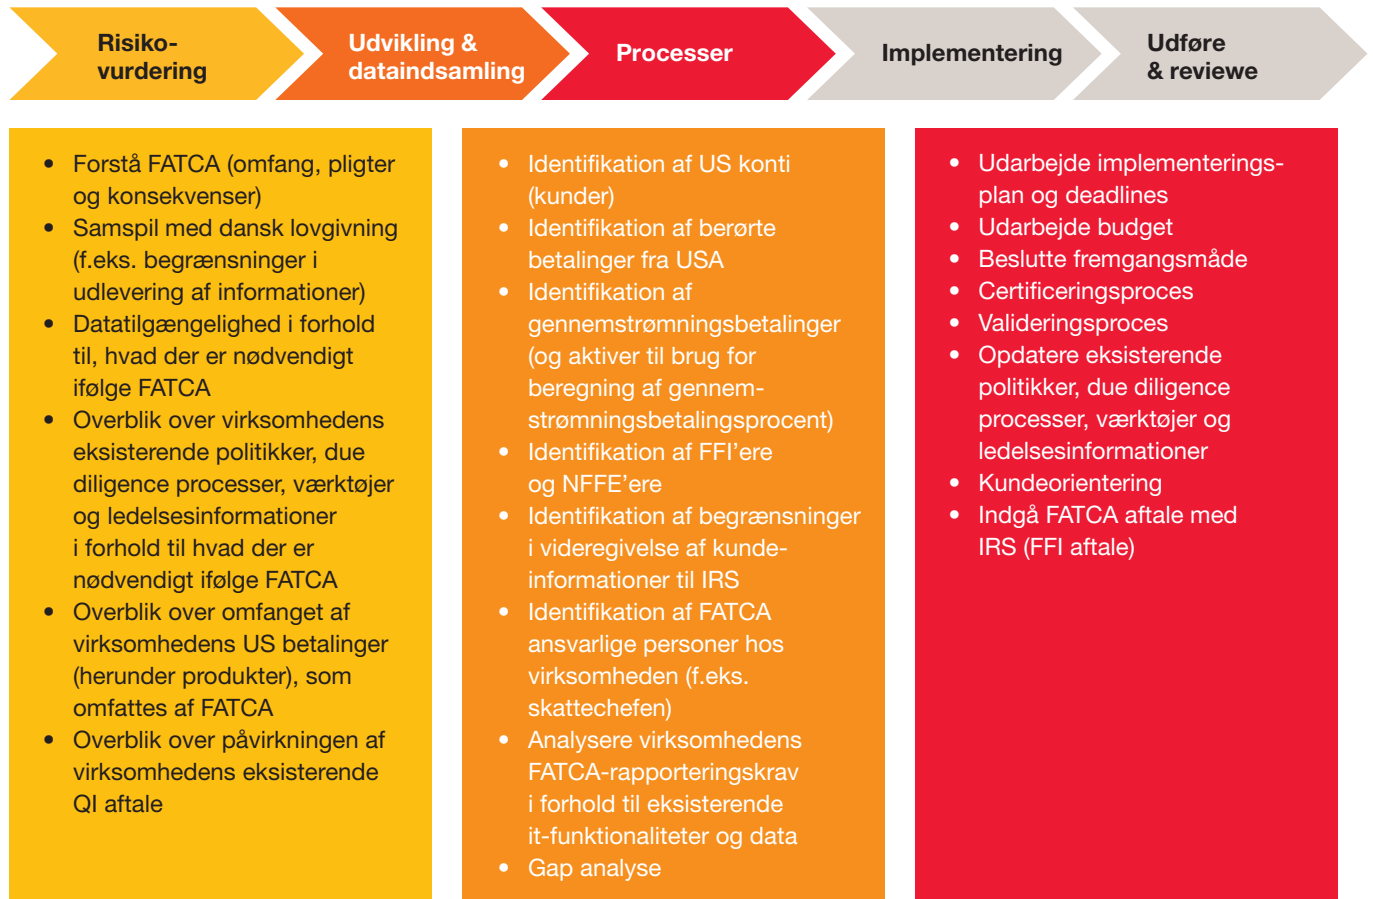 Risiko-
vurdering
Udvikling &
dataindsamling
Processer
Implementering
Udføre
& reviewe
• Forstå FATCA (omfang, pligter
og konsekvenser)
• Samspil med dansk lovgivning
(f.eks. begrænsninger i
udlevering af informationer)
• Datatilgængelighed i forhold
til, hvad der er nødvendigt
ifølge FATCA
• Overblik over virksomhedens
eksisterende politikker, due
diligence processer, værktøjer
og ledelsesinformationer
i forhold til hvad der er
nødvendigt ifølge FATCA
• Overblik over omfanget af
virksomhedens US betalinger
(herunder produkter), som
omfattes af FATCA
• Overblik over påvirkningen af
virksomhedens eksisterende
QI aftale
• Identifikation af US konti
(kunder)
• Identifikation af berørte
betalinger fra USA
• Identifikation af
gennemstrømningsbetalinger
(og aktiver til brug for
beregning af gennem-
strømningsbetalingsprocent)
• Identifikation af FFI’ere
og NFFE’ere
• Identifikation af begrænsninger
i videregivelse af kunde-
informationer til IRS
• Identifikation af FATCA
ansvarlige personer hos
virksomheden (f.eks.
skattechefen)
• Analysere virksomhedens
FATCA-rapporteringskrav
i forhold til eksisterende
it-funktionaliteter og data
• Gap analyse
• Udarbejde implementerings-
plan og deadlines
• Udarbejde budget
• Beslutte fremgangsmåde
• Certificeringsproces
• Valideringsproces
• Opdatere eksisterende
politikker, due diligence
processer, værktøjer og
ledelsesinformationer
• Kundeorientering
• Indgå FATCA aftale med
IRS (FFI aftale)